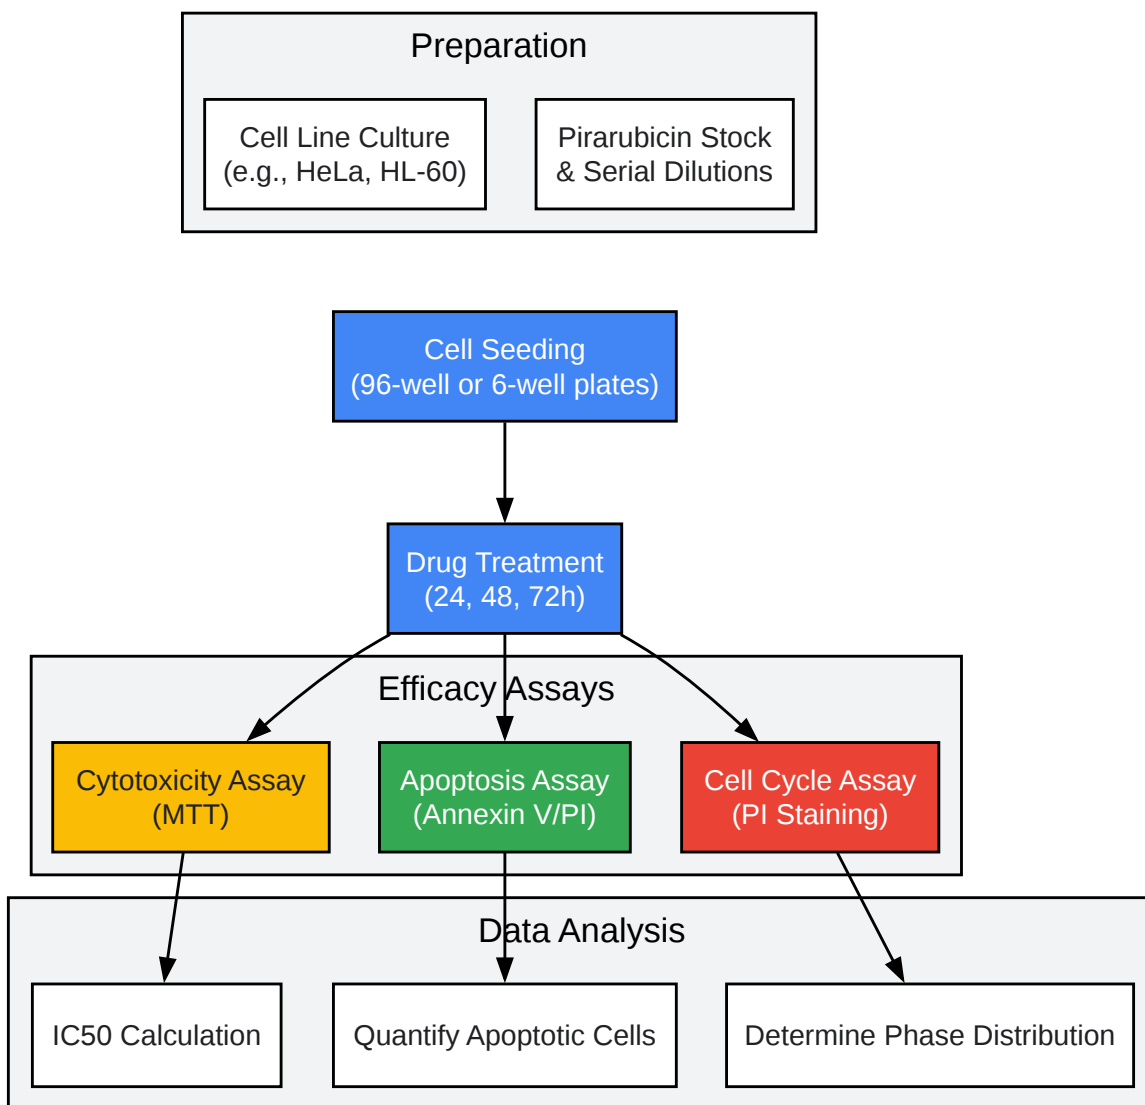 Preparation
Cell Line Culture
(e.g., HeLa, HL-60)
Pirarubicin Stock
& Serial Dilutions
Cell Seeding
(96-well or 6-well plates)
Drug Treatment
(24, 48, 72h)
Efficacy Assays
Cytotoxicity Assay
(MTT)
Apoptosis Assay
(Annexin V/PI)
Cell Cycle Assay
(PI Staining)
Data Analysis
IC50 Calculation
Quantify Apoptotic Cells
Determine Phase Distribution